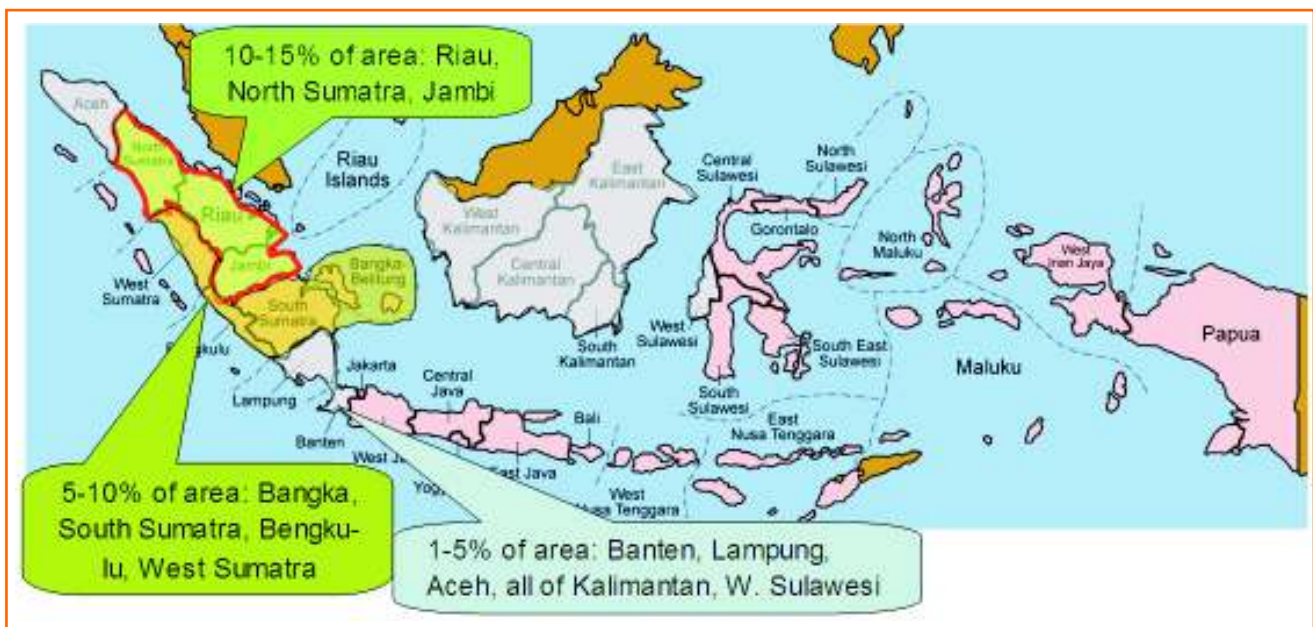 10-15% of area: Riau,
North Sumatra, Jambi
Aceh
North
Sumatra
Riau
Islands
Riau
Jambi
West
Sumatra
Bangka-
Belitung
South
Sumatra
Lampung
Jakarta
Banten
Central
Java
East Java
Bali
West
Kalimantan
Central
Kalimantan
East
Kalimantan
South
Kalimantan
Central
Sulawesi
North
Sulawesi
Gorontalo
West
Sulawesi
South East
Sulawesi
South
Sulawesi
North
Maluku
Maluku
East
Nusa Tenggara
West
West
Irian Jaya
Papua
5-10% of area: Bangka,
South Sumatra, Bengku-
lu, West Sumatra
1-5% of area: Banten, Lampung,
Aceh, all of Kalimantan, W. Sulawesi